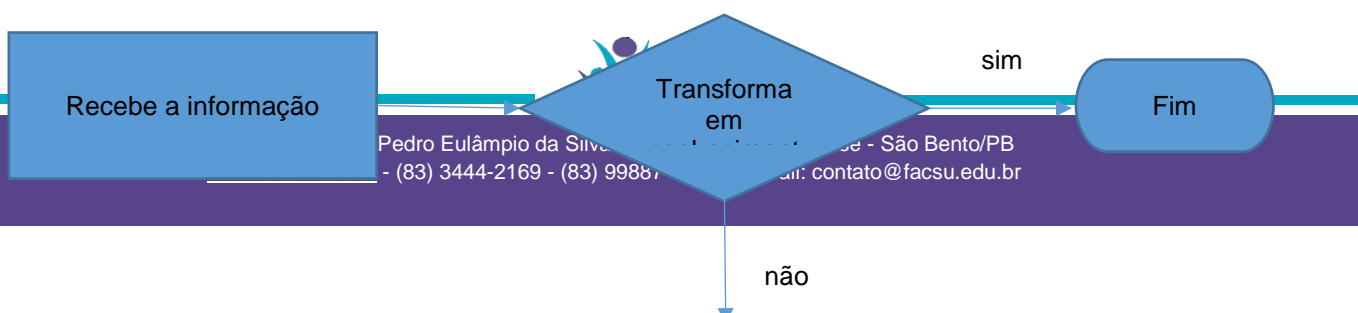 Recebe a informação
Transforma
em
sim
Fim
Pedro Eulâmpio da Silva
- São Bento/PB
- (83) 3444-2169 - (83) 99887
contato@facsu.edu.br
não